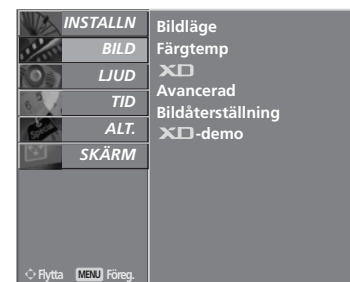 INSTALLN
BILD
LJUD
TID
ALT.
SKÄRM
Bildläge
Färgtemp
XD
Avancerad
Bildåterställning
XD-demo
Flytta MENU Föreg.